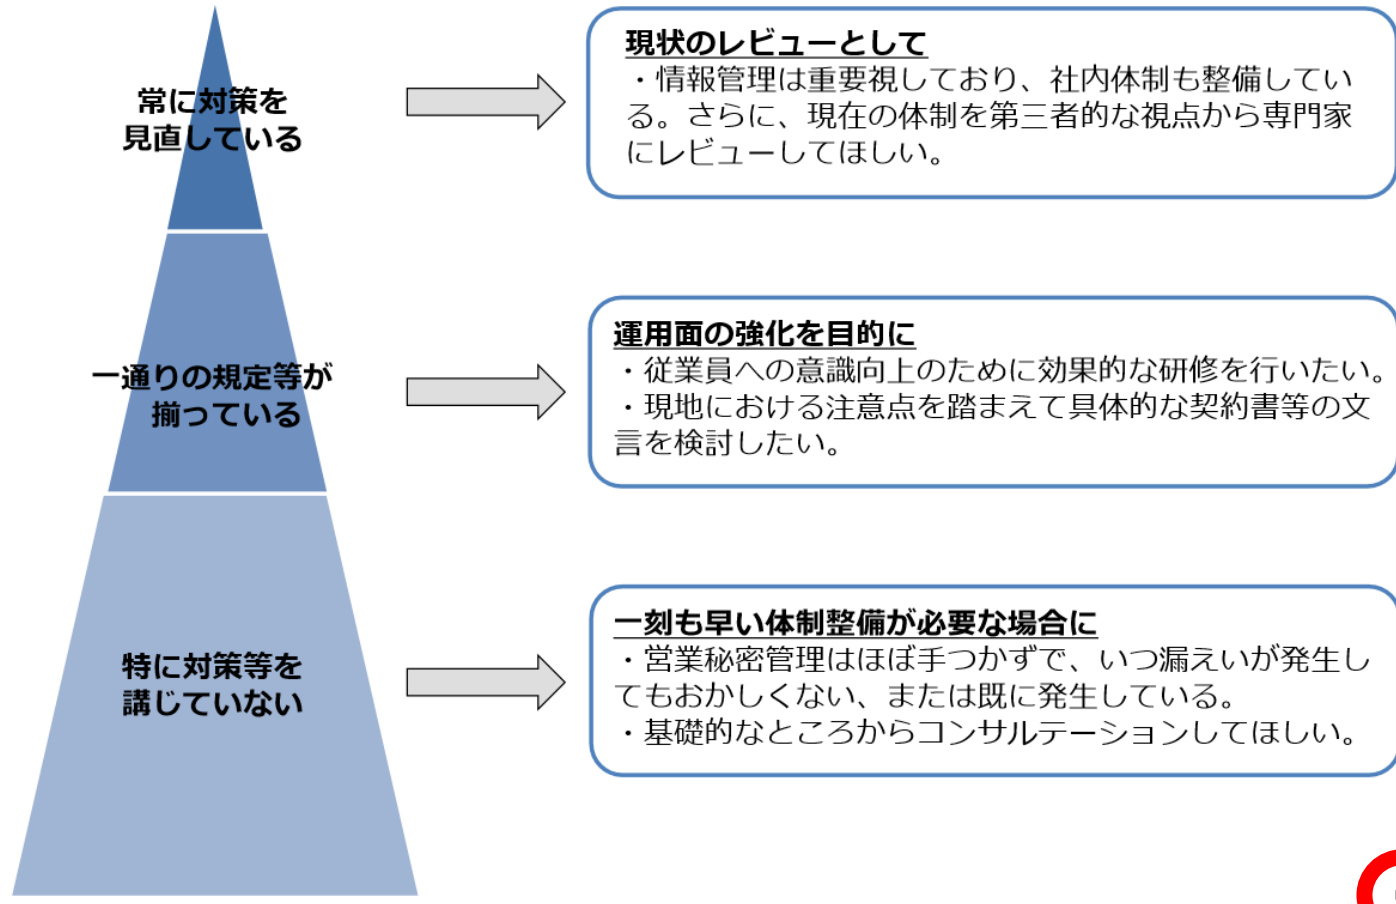 常に対策を
見直している
現状のレビューとして
・情報管理は重要視しており、社内体制も整備してい
る。さらに、現在の体制を第三者的な視点から専門家
にレビューしてほしい。
一通りの規定等が
揃っている
運用面の強化を目的に
・従業員への意識向上のために効果的な研修を行いたい。
・現地における注意点を踏まえて具体的な契約書等の文
言を検討したい。
特に対策等を
講じていない
一刻も早い体制整備が必要な場合に
・営業秘密管理はほぼ手つかずで、いつ漏えいが発生し
てもおかしくない、または既に発生している。
・基礎的なところからコンサルテーションしてほしい。